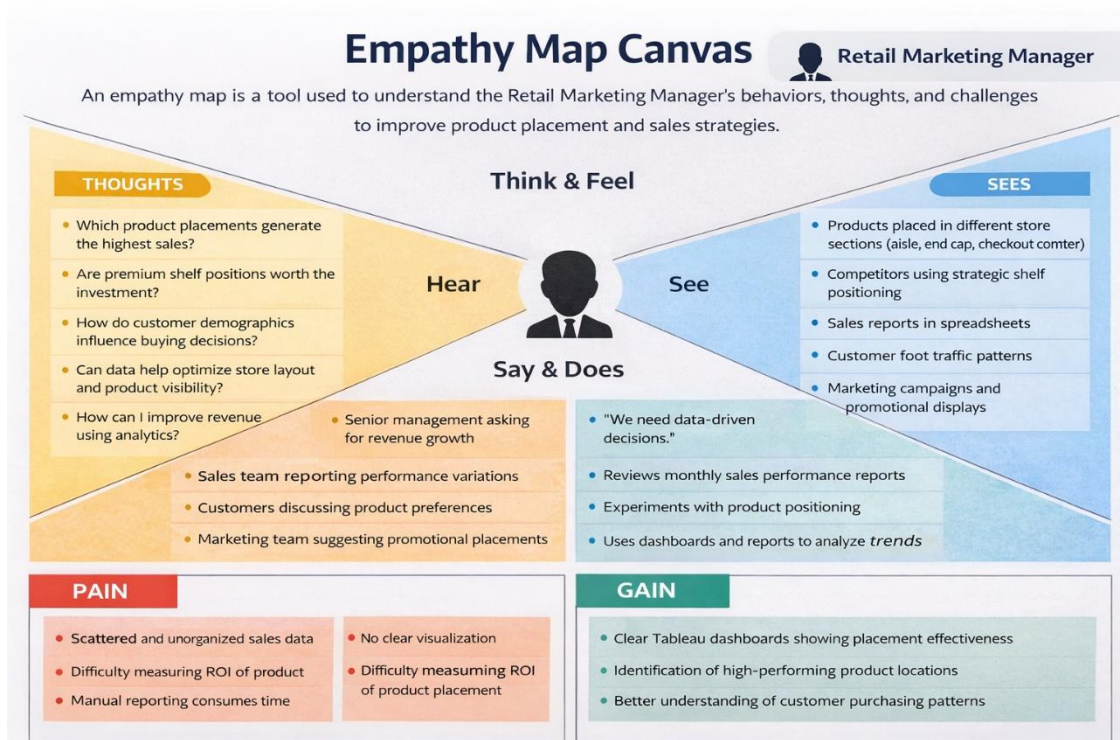 Empathy Map Canvas
Retail Marketing Manager
An empathy map is a tool used to understand the Retail Marketing Manager's behaviors, thoughts, and challenges
to improve product placement and sales strategies.
Think & Feel
THOUGHTS
• Which product placements generate
the highest sales?
• Are premium shelf positions worth the
investment?
• How do customer demographics
influence buying decisions?
• Can data help optimize store layout
and product visibility?
• How can I improve revenue
using analytics?
Hear
See
SEES
• Products placed in different store
sections (aisle, end cap, checkout comter)
• Competitors using strategic shelf
positioning
• Sales reports in spreadsheets
• Customer foot traffic patterns
• Marketing campaigns and
promotional displays
Say & Does
• Senior management asking
for revenue growth
• Sales team reporting performance variations
• Customers discussing product preferences
• Marketing team suggesting promotional placements
• "We need data-driven
decisions."
• Reviews monthly sales performance reports
• Experiments with product positioning
• Uses dashboards and reports to analyze trends
PAIN
• Scattered and unorganized sales data
• Difficulty measuring ROI of product
• Manual reporting consumes time
• No clear visualization
• Difficulty measuming ROI
of product placement
GAIN
• Clear Tableau dashboards showing placement effectiveness
• Identification of high-performing product locations
• Better understanding of customer purchasing patterns